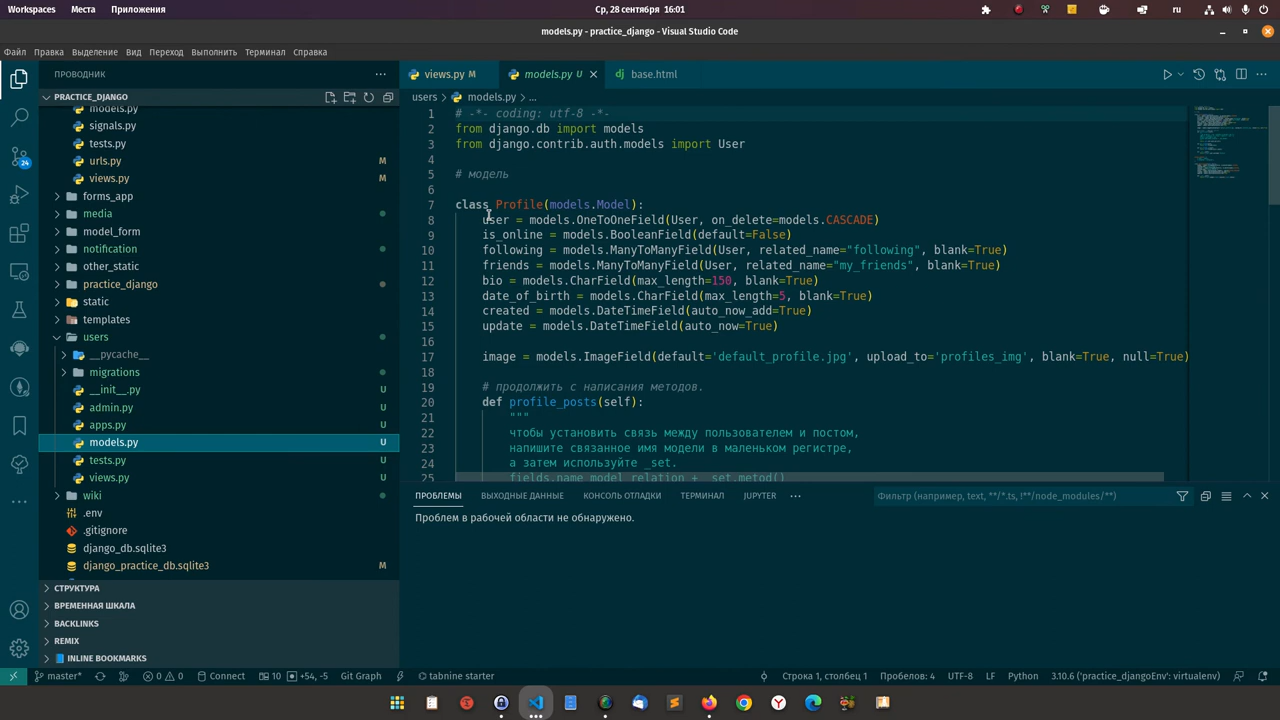 Workspaces Места Приложения Ср, 28 сентября 16:01 ru
models.py - practice_django - Visual Studio Code
Файл Правка Выделение Вид Переход Выполнить Терминал Справка
ПРОВОДНИК
PRACTICE_DJANGO
models.py
signals.py
tests.py
urls.py M
views.py M
forms_app
media
model_form
notification
other_static
practice_django
static
templates
users
__pycache__
migrations
__init__.py U
admin.py U
apps.py U
models.py U
tests.py U
views.py U
wiki
.env
.gitignore
django_db.sqlite3
django_practice_db.sqlite3 M
СТРУКТУРА
ВРЕМЕННАЯ ШКАЛА
BACKLINKS
REMIX
INLINE BOOKMARKS
24
views.py M models.py U base.html
users > models.py > ...
1 # -*- coding: utf-8 -*-
2 from django.db import models
3 from django.contrib.auth.models import User
4
5 # модель
6
7 class Profile(models.Model):
8 user = models.OneToOneField(User, on_delete=models.CASCADE)
9 is_online = models.BooleanField(default=False)
10 following = models.ManyToManyField(User, related_name="following", blank=True)
11 friends = models.ManyToManyField(User, related_name="my_friends", blank=True)
12 bio = models.CharField(max_length=150, blank=True)
13 date_of_birth = models.CharField(max_length=5, blank=True)
14 created = models.DateTimeField(auto_now_add=True)
15 update = models.DateTimeField(auto_now=True)
16
17 image = models.ImageField(default='default_profile.jpg', upload_to='profiles_img', blank=True, null=True)
18
19 # продолжить с написания методов.
20 def profile_posts(self):
21 """
22 чтобы установить связь между пользователем и постом,
23 напишите связанное имя модели в маленьком регистре,
24 а затем используйте _set.
25 fields.name_model_relation + _set.metod()
ПРОБЛЕМЫ ВЫХОДНЫЕ ДАННЫЕ КОНСОЛЬ ОТЛАДКИ ТЕРМИНАЛ JUPYTER ... Фильтр (например, text, **/*.ts, !**/node_modules/**)
Проблем в рабочей области не обнаружено.
master* 0 0 Connect 10 +54, -5 Git Graph tabnine starter Строка 1, столбец 1 Пробелов: 4 UTF-8 LF Python 3.10.6 ('practice_djangoEnv': virtualenv)